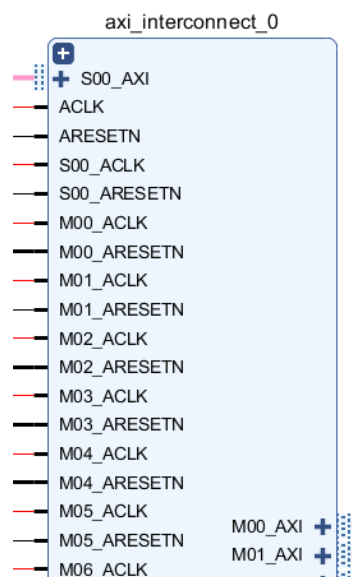 axi_interconnect_0
S00_AXI
ACLK
ARESETN
S00_ACLK
S00_ARESETN
M00_ACLK
M00_ARESETN
M01_ACLK
M01_ARESETN
M02_ACLK
M02_ARESETN
M03_ACLK
M03_ARESETN
M04_ACLK
M04_ARESETN
M05_ACLK
M00_AXI
M05_ARESETN
M01_AXI
M06_ACLK